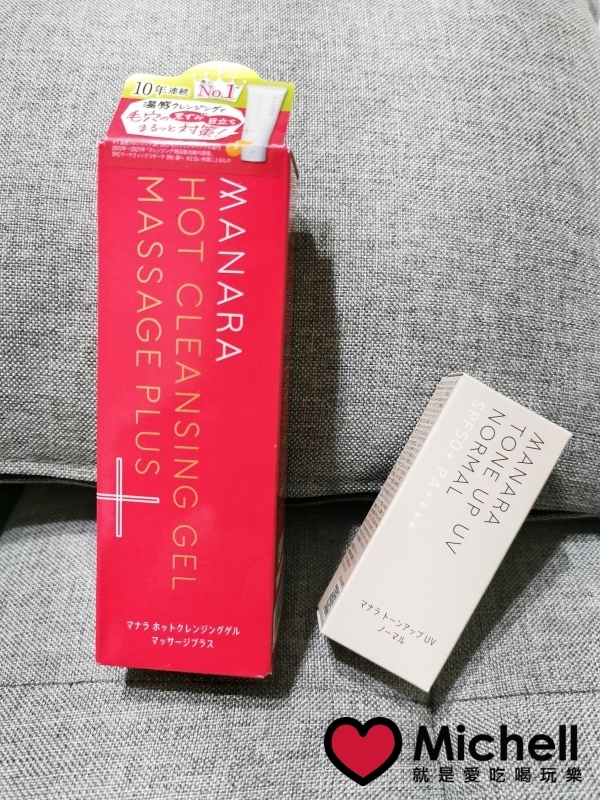 10年連続 No.1
温感クレンジングで
毛穴の黒ずみ目立ち
まるっと対策!
MANARA
HOT CLEANSING GEL
MASSAGE PLUS
マナラ ホットクレンジングゲル
マッサージプラス
MANARA
TONE UP UV
NORMAL
SPF50+ PA++++
マナラ トーンアップUV
ノーマル
Michell
就是愛吃喝玩樂